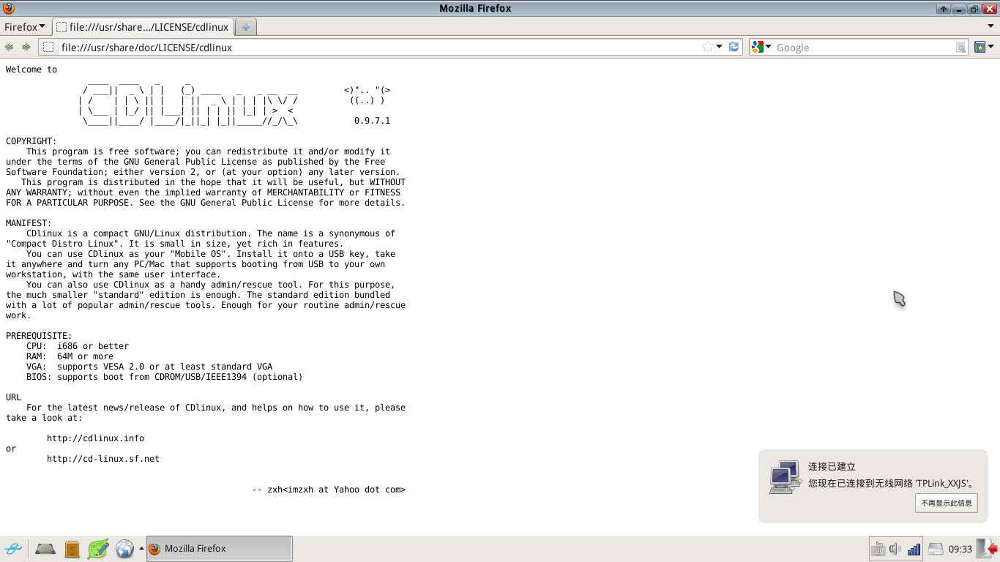 Mozilla Firefox
Firefox
file:///usr/share.../LICENSE/cdlinux
file:///usr/share/doc/LICENSE/cdlinux
Google
Welcome to
CDLinux
<)".. "(>
((..) )
0.9.7.1
COPYRIGHT:
This program is free software; you can redistribute it and/or modify it
under the terms of the GNU General Public License as published by the Free
Software Foundation; either version 2, or (at your option) any later version.
This program is distributed in the hope that it will be useful, but WITHOUT
ANY WARRANTY; without even the implied warranty of MERCHANTABILITY or FITNESS
FOR A PARTICULAR PURPOSE. See the GNU General Public License for more details.
MANIFEST:
CDlinux is a compact GNU/Linux distribution. The name is a synonymous of
"Compact Distro Linux". It is small in size, yet rich in features.
You can use CDlinux as your "Mobile OS". Install it onto a USB key, take
it anywhere and turn any PC/Mac that supports booting from USB to your own
workstation, with the same user interface.
You can also use CDlinux as a handy admin/rescue tool. For this purpose,
the much smaller "standard" edition is enough. The standard edition bundled
with a lot of popular admin/rescue tools. Enough for your routine admin/rescue
work.
PREREQUISITE:
CPU: i686 or better
RAM: 64M or more
VGA: supports VESA 2.0 or at least standard VGA
BIOS: supports boot from CDROM/USB/IEEE1394 (optional)
URL
For the latest news/release of CDlinux, and helps on how to use it, please
take a look at:
http://cdlinux.info
or
http://cd-linux.sf.net
-- zxh<imzxh at Yahoo dot com>
连接已建立
您现在已连接到无线网络 'TPLink_XXJS'。
不再显示此信息
Mozilla Firefox
09:33